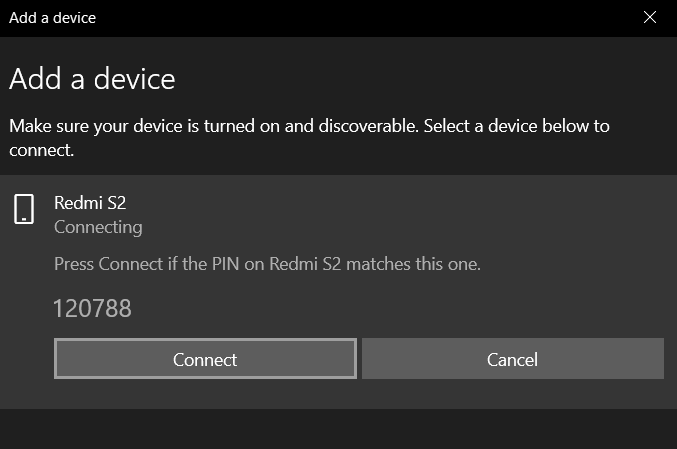 Add a device
Add a device
Make sure your device is turned on and discoverable. Select a device below to
connect.
Redmi S2
Connecting
Press Connect if the PIN on Redmi S2 matches this one.
120788
Connect
Cancel